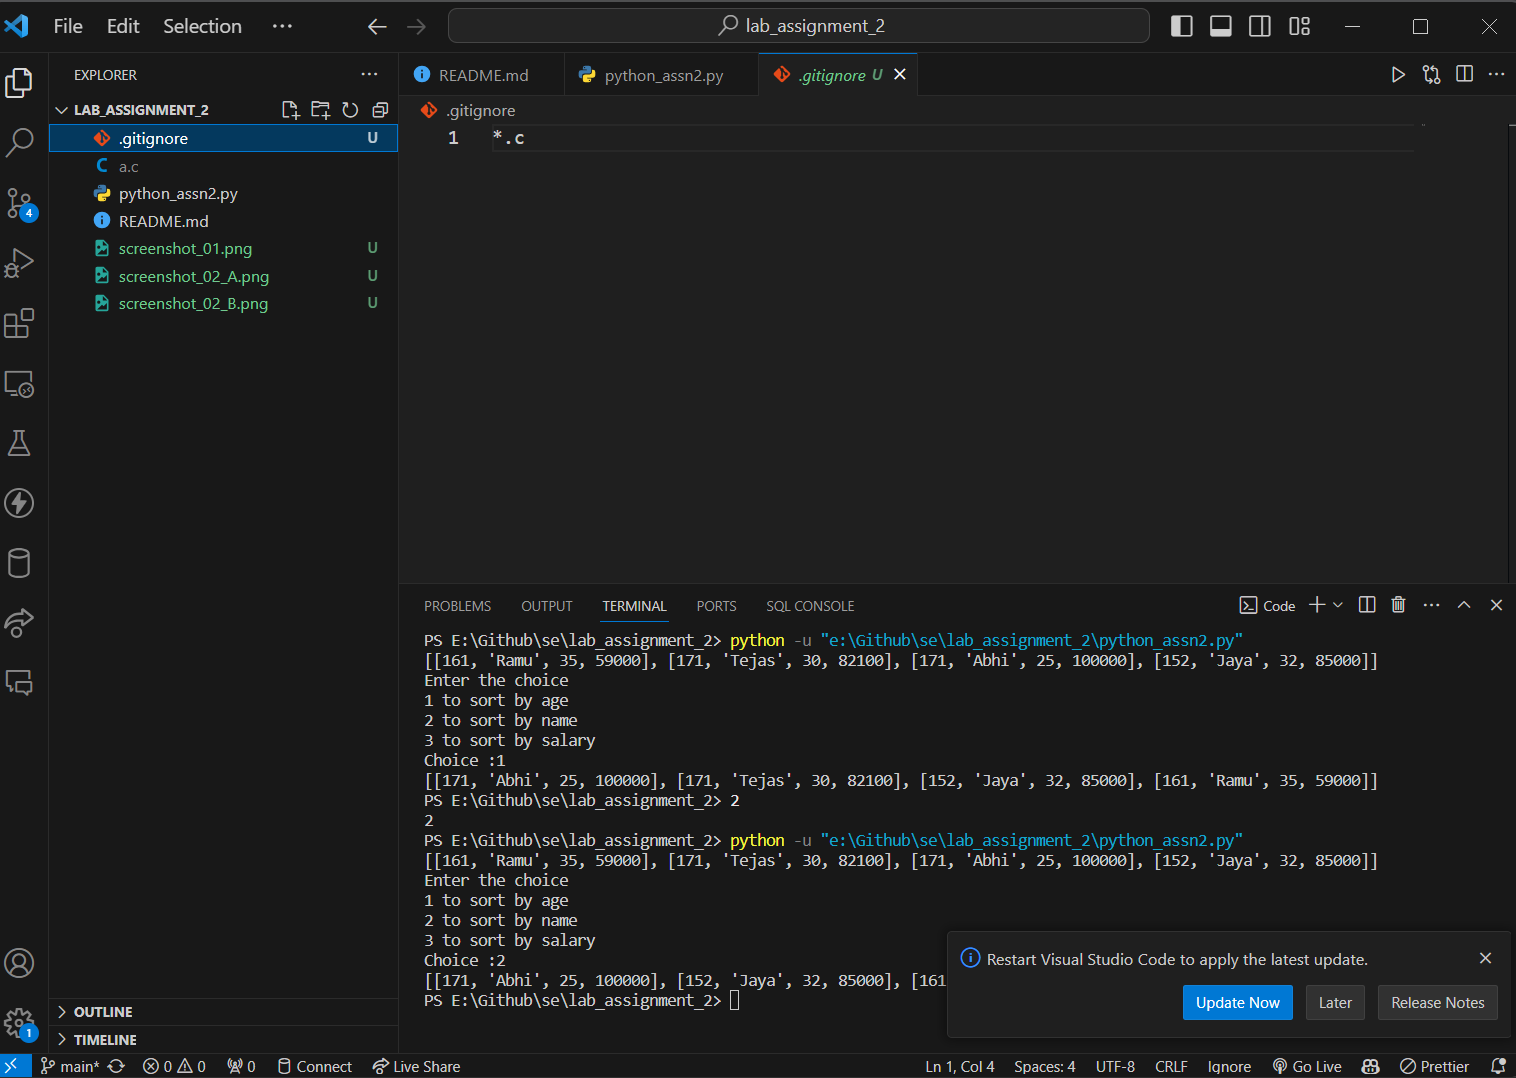 File Edit Selection ···
lab_assignment_2
EXPLORER
LAB_ASSIGNMENT_2
.gitignore U
a.c
python_assn2.py
README.md
screenshot_01.png U
screenshot_02_A.png U
screenshot_02_B.png U
4
OUTLINE
TIMELINE
1
README.md
python_assn2.py
.gitignore U
.gitignore
1 *.c
PROBLEMS OUTPUT TERMINAL PORTS SQL CONSOLE
Code
PS E:\Github\se\lab_assignment_2> python -u "e:\Github\se\lab_assignment_2\python_assn2.py"
[[161, 'Ramu', 35, 59000], [171, 'Tejas', 30, 82100], [171, 'Abhi', 25, 100000], [152, 'Jaya', 32, 85000]]
Enter the choice
1 to sort by age
2 to sort by name
3 to sort by salary
Choice :1
[[171, 'Abhi', 25, 100000], [171, 'Tejas', 30, 82100], [152, 'Jaya', 32, 85000], [161, 'Ramu', 35, 59000]]
PS E:\Github\se\lab_assignment_2> 2
2
PS E:\Github\se\lab_assignment_2> python -u "e:\Github\se\lab_assignment_2\python_assn2.py"
[[161, 'Ramu', 35, 59000], [171, 'Tejas', 30, 82100], [171, 'Abhi', 25, 100000], [152, 'Jaya', 32, 85000]]
Enter the choice
1 to sort by age
2 to sort by name
3 to sort by salary
Choice :2
[[171, 'Abhi', 25, 100000], [152, 'Jaya', 32, 85000], [161
PS E:\Github\se\lab_assignment_2>
Restart Visual Studio Code to apply the latest update.
Update Now Later Release Notes
main* 0 0 0 Connect Live Share Ln 1, Col 4 Spaces: 4 UTF-8 CRLF Ignore Go Live Prettier